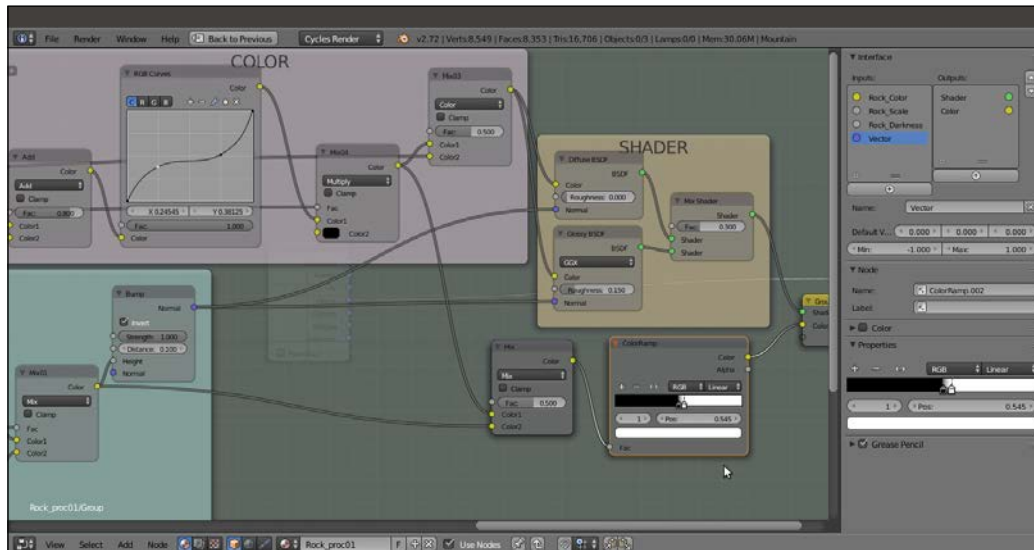 File Render Window Help Back to Previous Cycles Render v2.72 | Verts:8,549 | Faces:8,353 | Tris:16,706 | Objects:0/3 | Lamps:0/0 | Mem:30.06M | Mountain
COLOR
RGB Curves
Color
C R G B
X 0.24545 Y 0.38125
Fac: 1.000
Color
Add
Color
Add
Clamp
Fac:
Color1
Color2
Mix03
Color
Color
Clamp
Fac: 0.500
Color1
Color2
Mix04
Color
Multiply
Clamp
Fac
Color1
Color2
SHADER
Diffuse BSDF
BSDF
Color
Roughness: 0.000
Normal
Glossy BSDF
BSDF
GGX
Color
Roughness: 0.150
Normal
Mix Shader
Shader
Fac: 0.500
Shader
Shader
Bump
Normal
Invert
Strength: 1.000
Distance: 0.100
Height
Normal
Mix01
Color
Mix
Clamp
Fac
Color1
Color2
Mix
Color
Mix
Clamp
Fac: 0.500
Color1
Color2
ColorRamp
Color
Alpha
RGB Linear
1 Pos: 0.545
Fac
Grou
Shad
Color
Rock_proc01/Group
Interface
Inputs: Outputs:
Rock_Color Shader
Rock_Scale Color
Rock_Darkness
Vector
Name: Vector
Default V... 0.000 0.000 0.000
Min: -1.000 Max: 1.000
Node
Name: ColorRamp.002
Label:
Color
Properties
RGB Linear
1 Pos: 0.545
Grease Pencil
View Select Add Node Rock_proc01 F Use Nodes